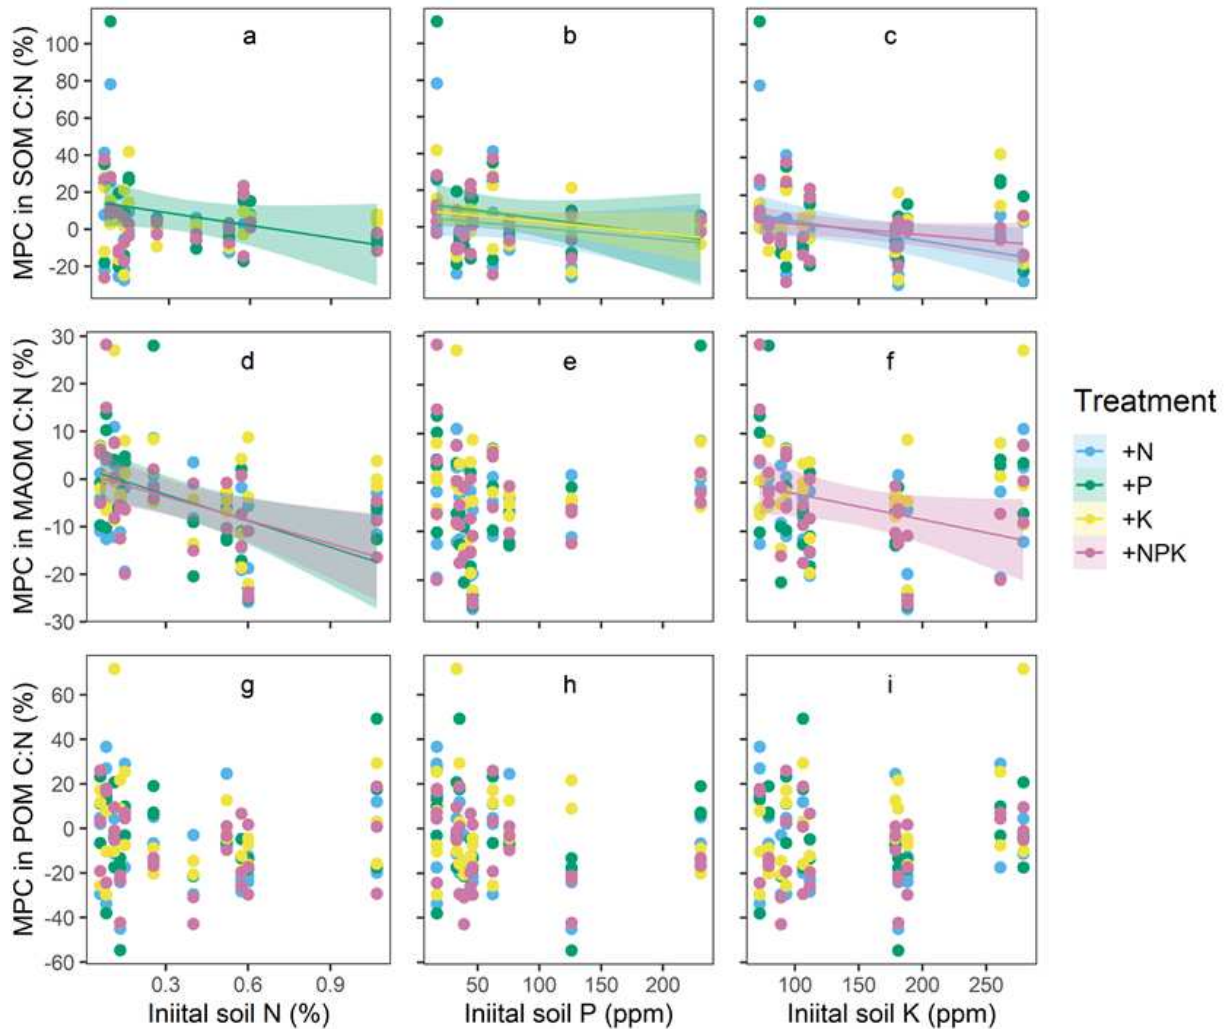 MPC in SOM C:N (%)
100
80
60
40
20
0
-20
a
b
c
MPC in MAOM C:N (%)
30
20
10
0
-10
-20
-30
d
e
f
Treatment
+N
+P
+K
+NPK
MPC in POM C:N (%)
60
40
20
0
-20
-40
-60
g
h
i
0.3 0.6 0.9
50 100 150 200
100 150 200 250
Iniital soil N (%)
Iniital soil P (ppm)
Iniital soil K (ppm)